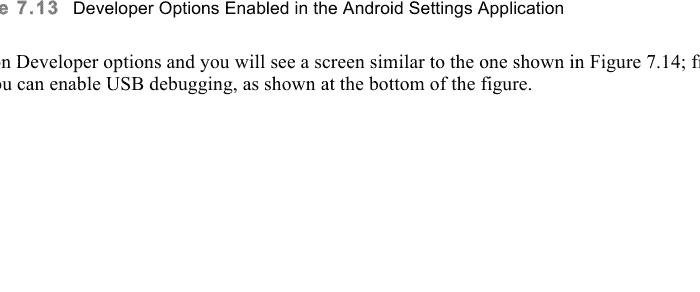 e 7.13 Developer Options Enabled in the Android Settings Application
n Developer options and you will see a screen similar to the one shown in Figure 7.14; fi
ou can enable USB debugging, as shown at the bottom of the figure.